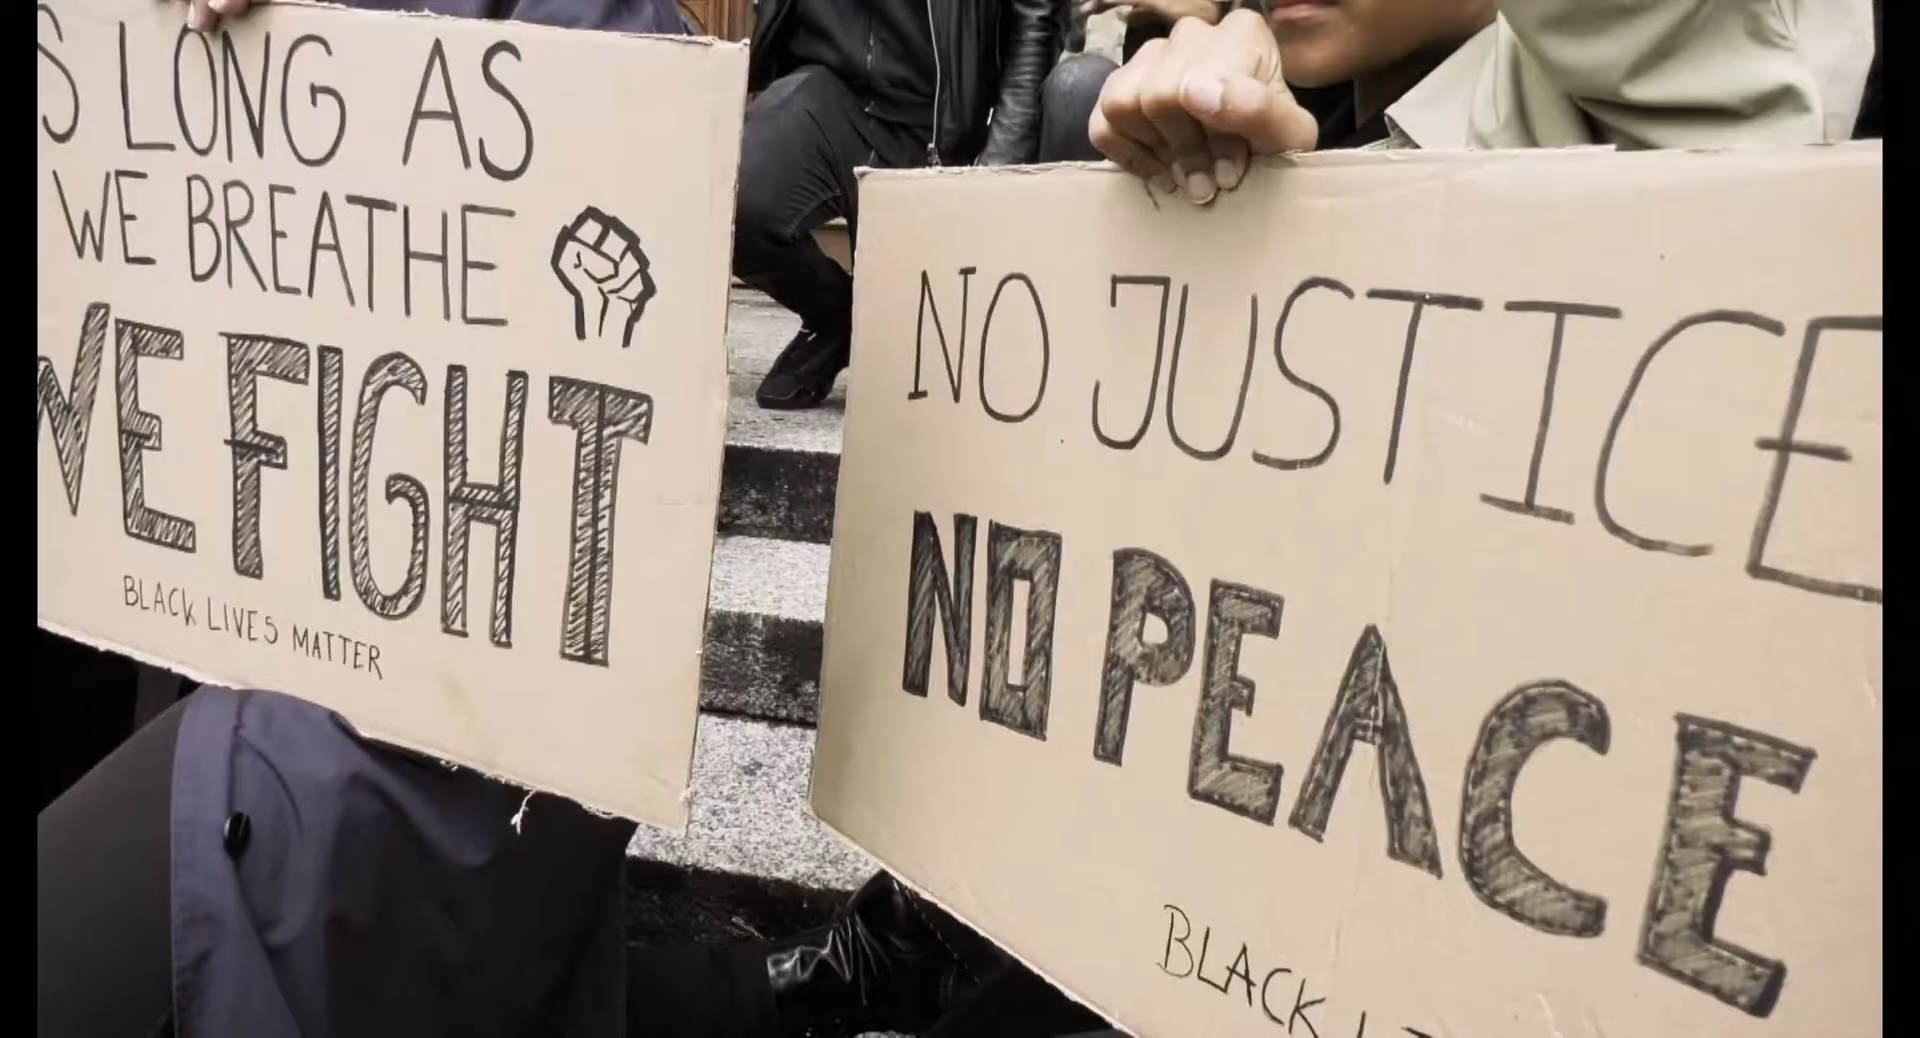 S LONG AS
WE BREATHE
WE FIGHT
BLACK LIVES MATTER
NO JUSTICE
NO PEACE
BLACK